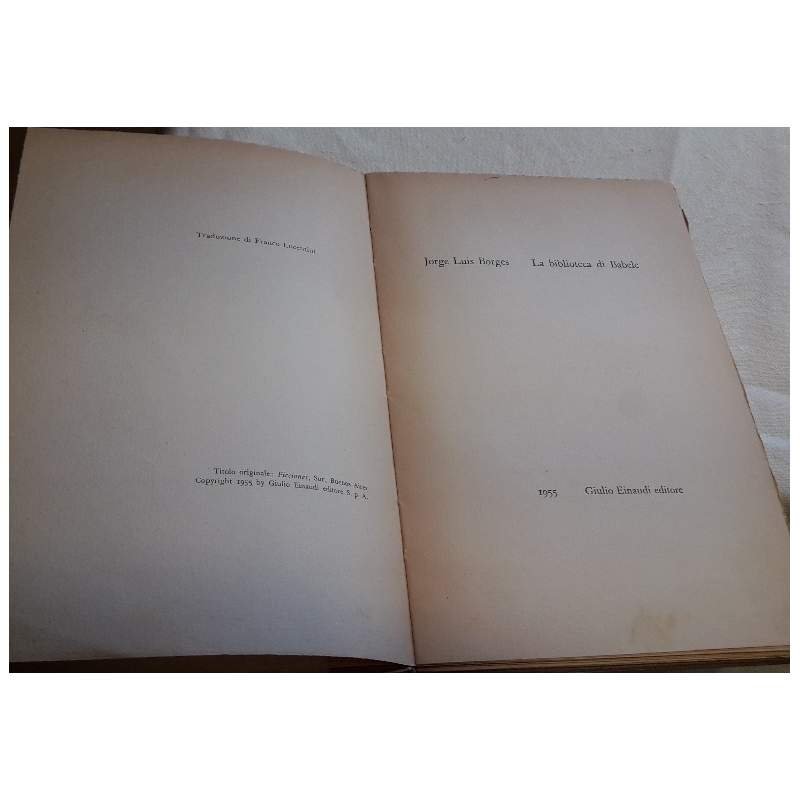 Traduzione di Franco Lucentini
Titolo originale: Ficciones, Sur, Buenos Aires
Copyright 1955 by Giulio Einaudi editore S. p. A.
Jorge Luis Borges La biblioteca di Babele
1955 Giulio Einaudi editore